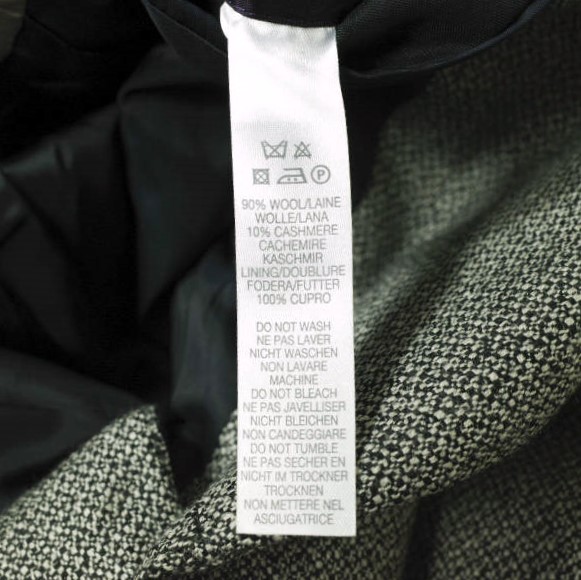 P
90% WOOL/LAINE
WOLLE/LANA
10% CASHMERE
CACHEMIRE
KASCHMIR
LINING/DOUBLURE
FODERA/FUTTER
100% CUPRO
DO NOT WASH
NE PAS LAVER
NICHT WASCHEN
NON LAVARE
MACHINE
DO NOT BLEACH
NE PAS JAVELLISER
NICHT BLEICHEN
NON CANDEGGIARE
DO NOT TUMBLE
NE PAS SECHER EN
NICHT IM TROCKNER
TROCKNEN
NON METTERE NEL
ASCIUGATRICE